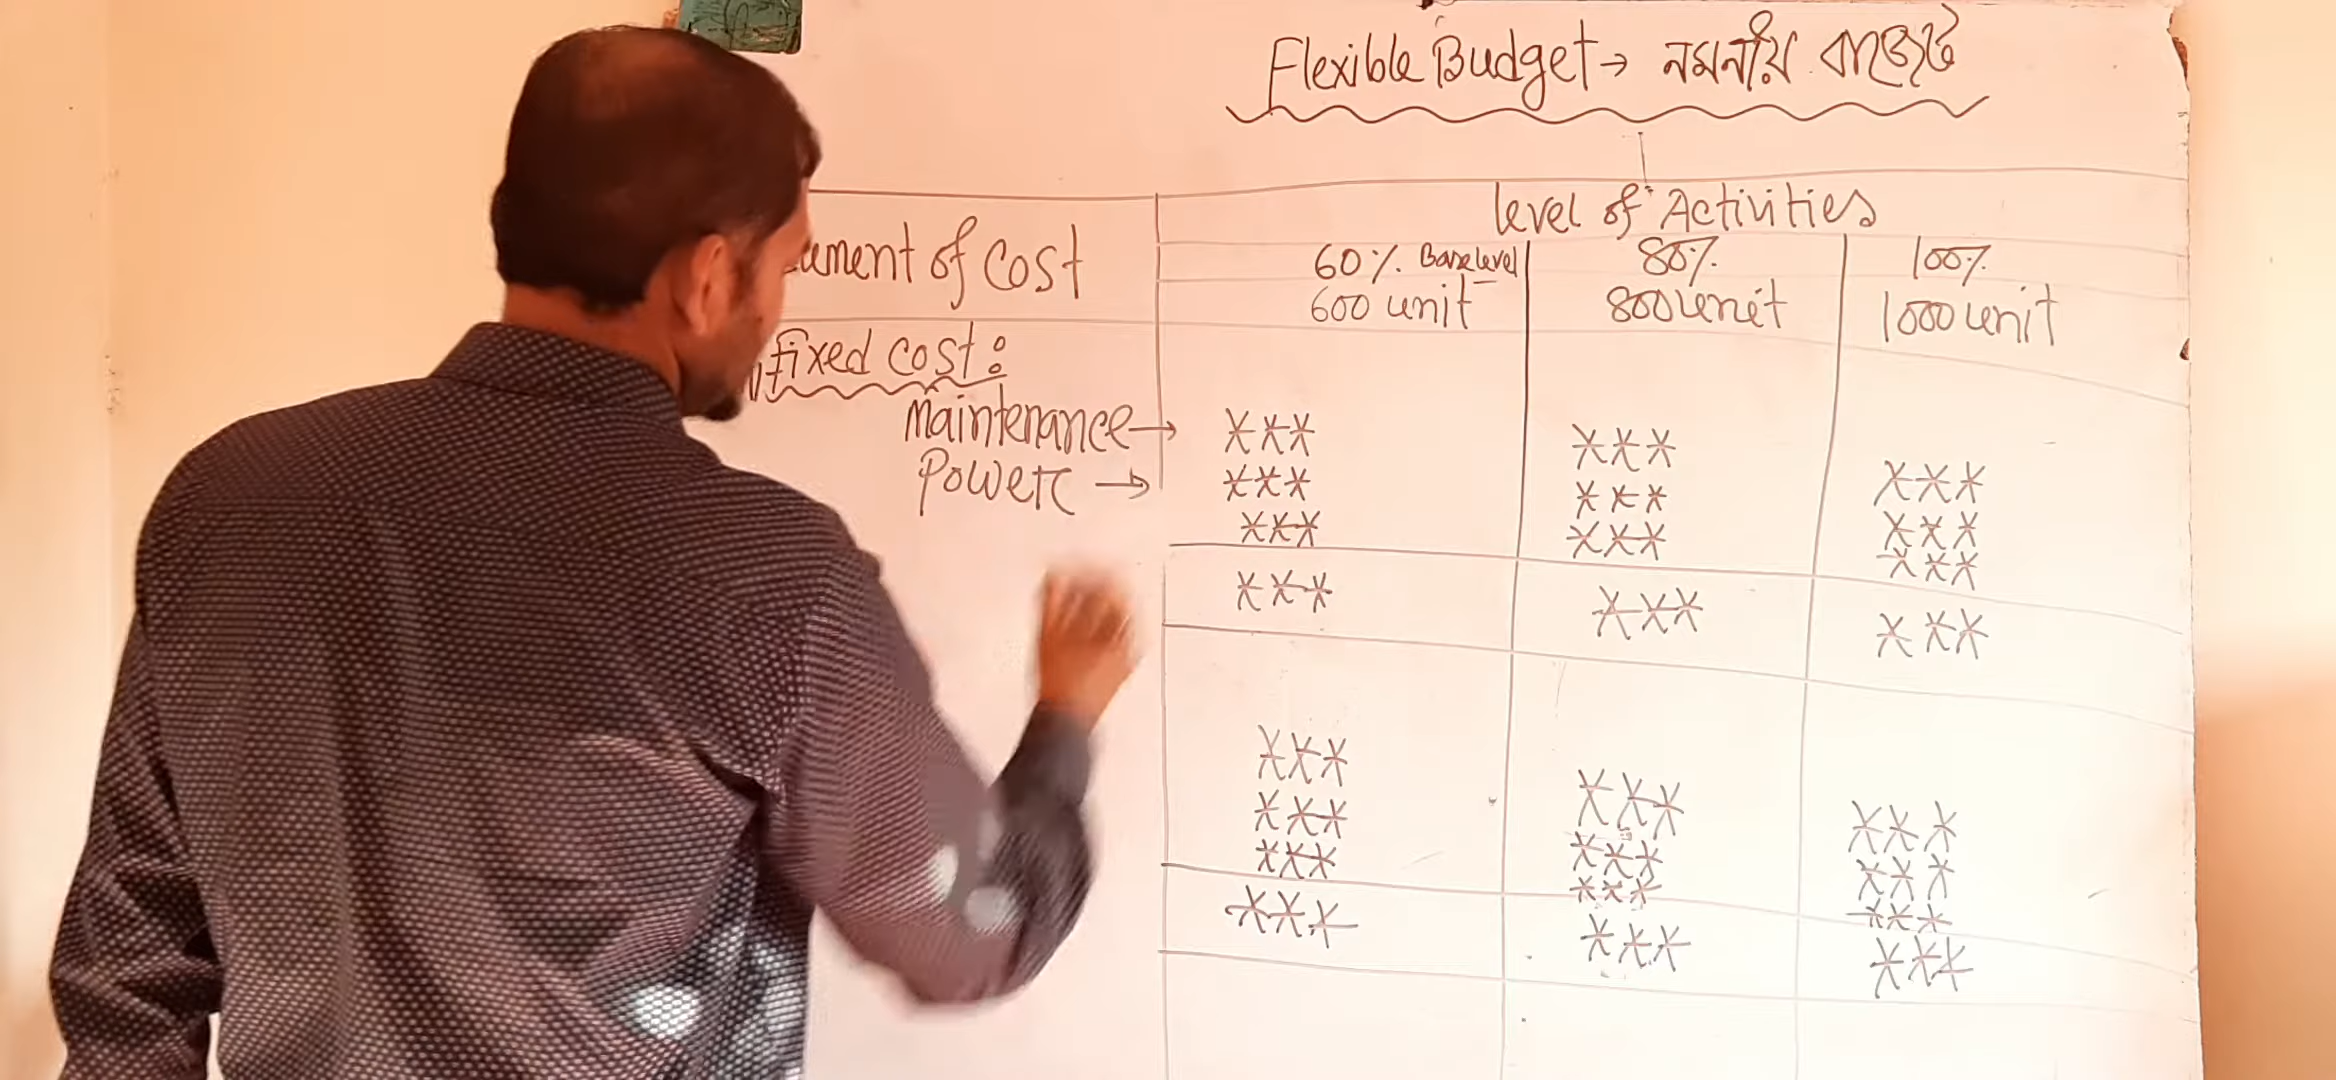 Flexible Budget → নমনীয় বাজেট
level of Activities
ument of cost
60% Base level
80%
100%
600 unit
800 unit
1000 unit
fixed cost:
Maintenance → *** *** ***
Power → *** *** ***
*** *** ***
*** *** ***
*** *** ***
*** *** ***
*** *** ***
*** *** ***